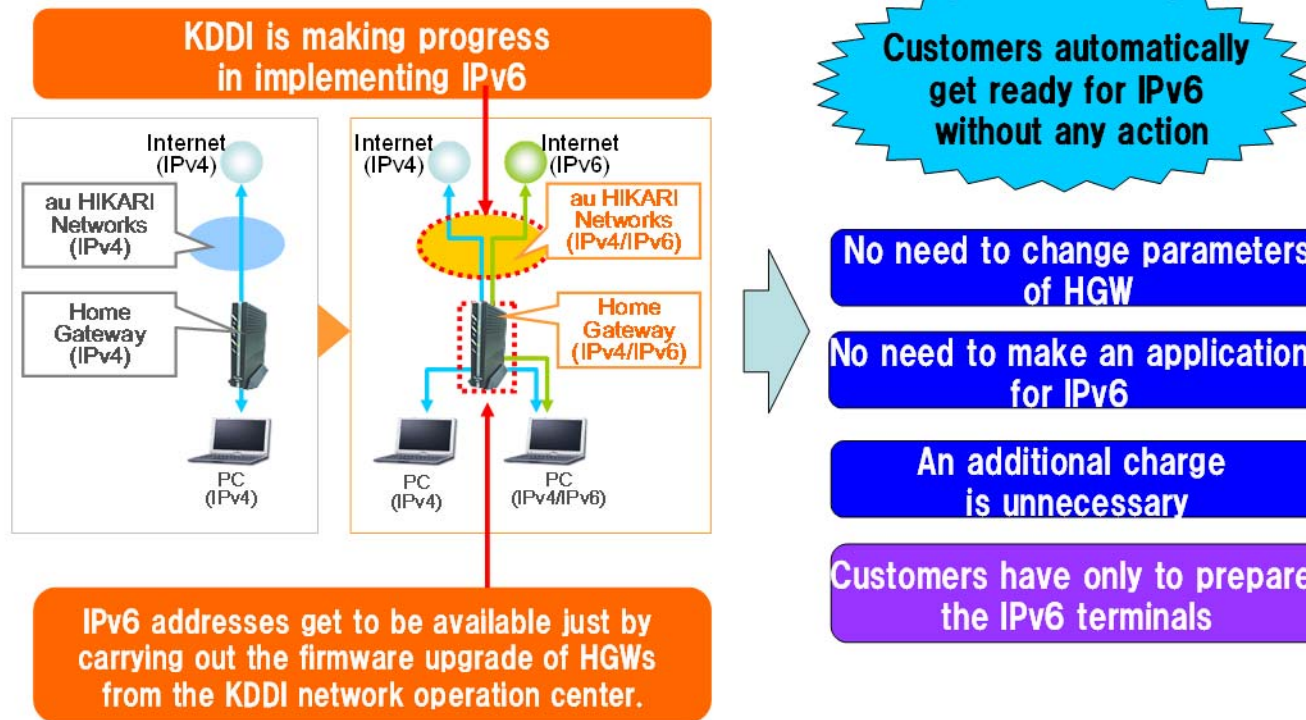 KDDI is making progress
in implementing IPv6
Internet
(IPv4)
au HIKARI
Networks
(IPv4)
Home
Gateway
(IPv4)
PC
(IPv4)
Internet
(IPv4)
Internet
(IPv6)
au HIKARI
Networks
(IPv4/IPv6)
Home
Gateway
(IPv4/IPv6)
PC
(IPv4)
PC
(IPv4/IPv6)
IPv6 addresses get to be available just by
carrying out the firmware upgrade of HGWs
from the KDDI network operation center.
Customers automatically
get ready for IPv6
without any action
No need to change parameters
of HGW
No need to make an application
for IPv6
An additional charge
is unnecessary
Customers have only to prepare
the IPv6 terminals